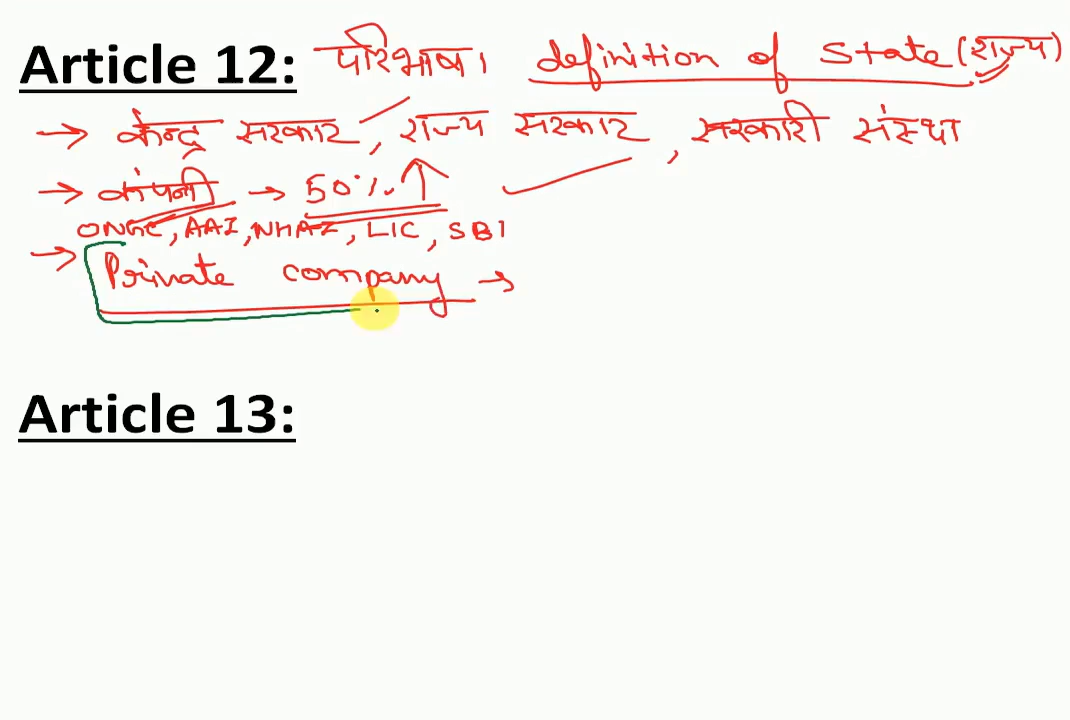 Article 12: परिभाषा। definition of State (राज्य)
→ केन्द्र सरकार, राज्य सरकार, सरकारी संस्था
→ कंपनी → 50% ↑
ONGC, AAI, NHAI, LIC, SBI
→ Private company →
Article 13: